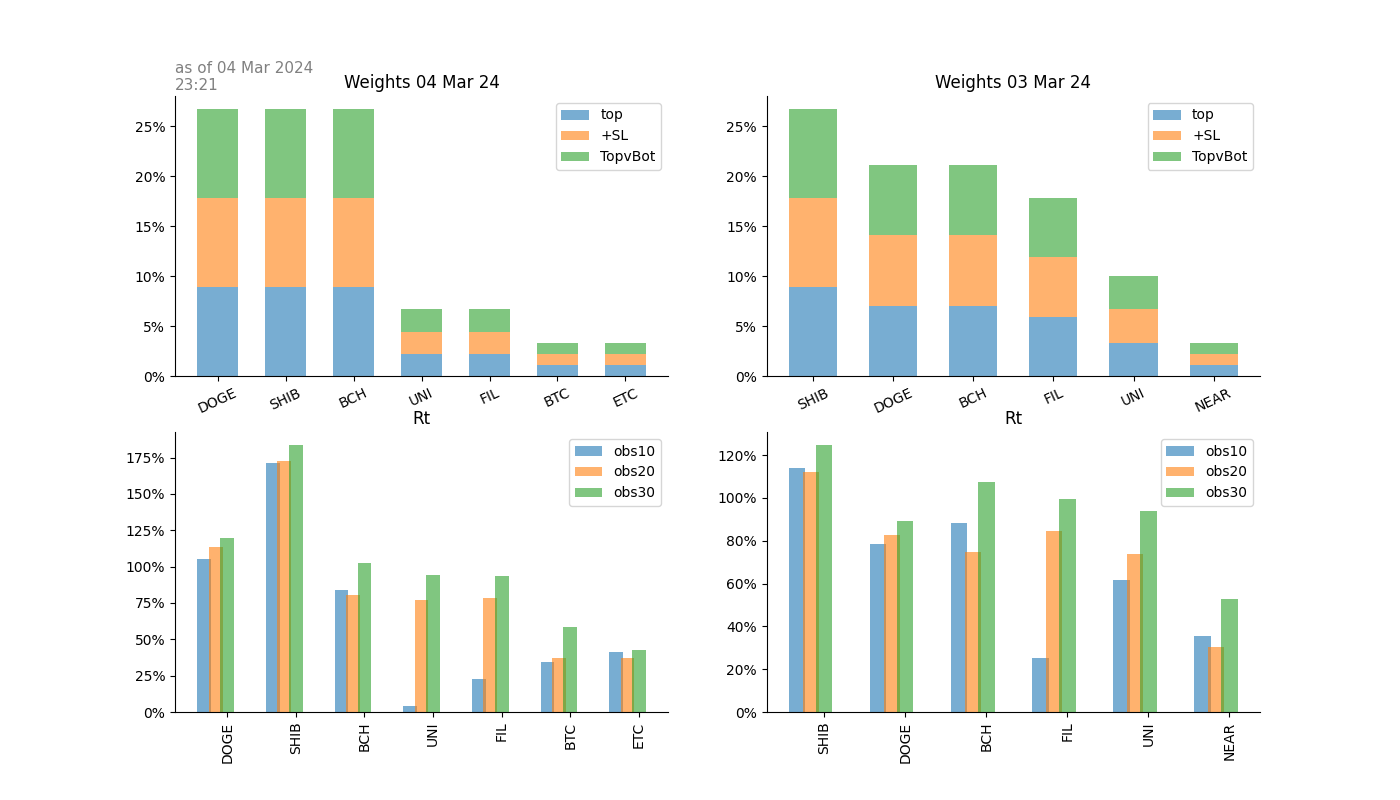 as of 04 Mar 2024
23:21
Weights 04 Mar 24
25%
20%
15%
10%
5%
0%
top
+SL
TopvBot
DOGE
SHIB
BCH
UNI
FIL
BTC
ETC
Weights 03 Mar 24
25%
20%
15%
10%
5%
0%
top
+SL
TopvBot
SHIB
DOGE
BCH
FIL
UNI
NEAR
Rt
175%
150%
125%
100%
75%
50%
25%
0%
obs10
obs20
obs30
DOGE
SHIB
BCH
UNI
FIL
BTC
ETC
Rt
120%
100%
80%
60%
40%
20%
0%
obs10
obs20
obs30
SHIB
DOGE
BCH
FIL
UNI
NEAR